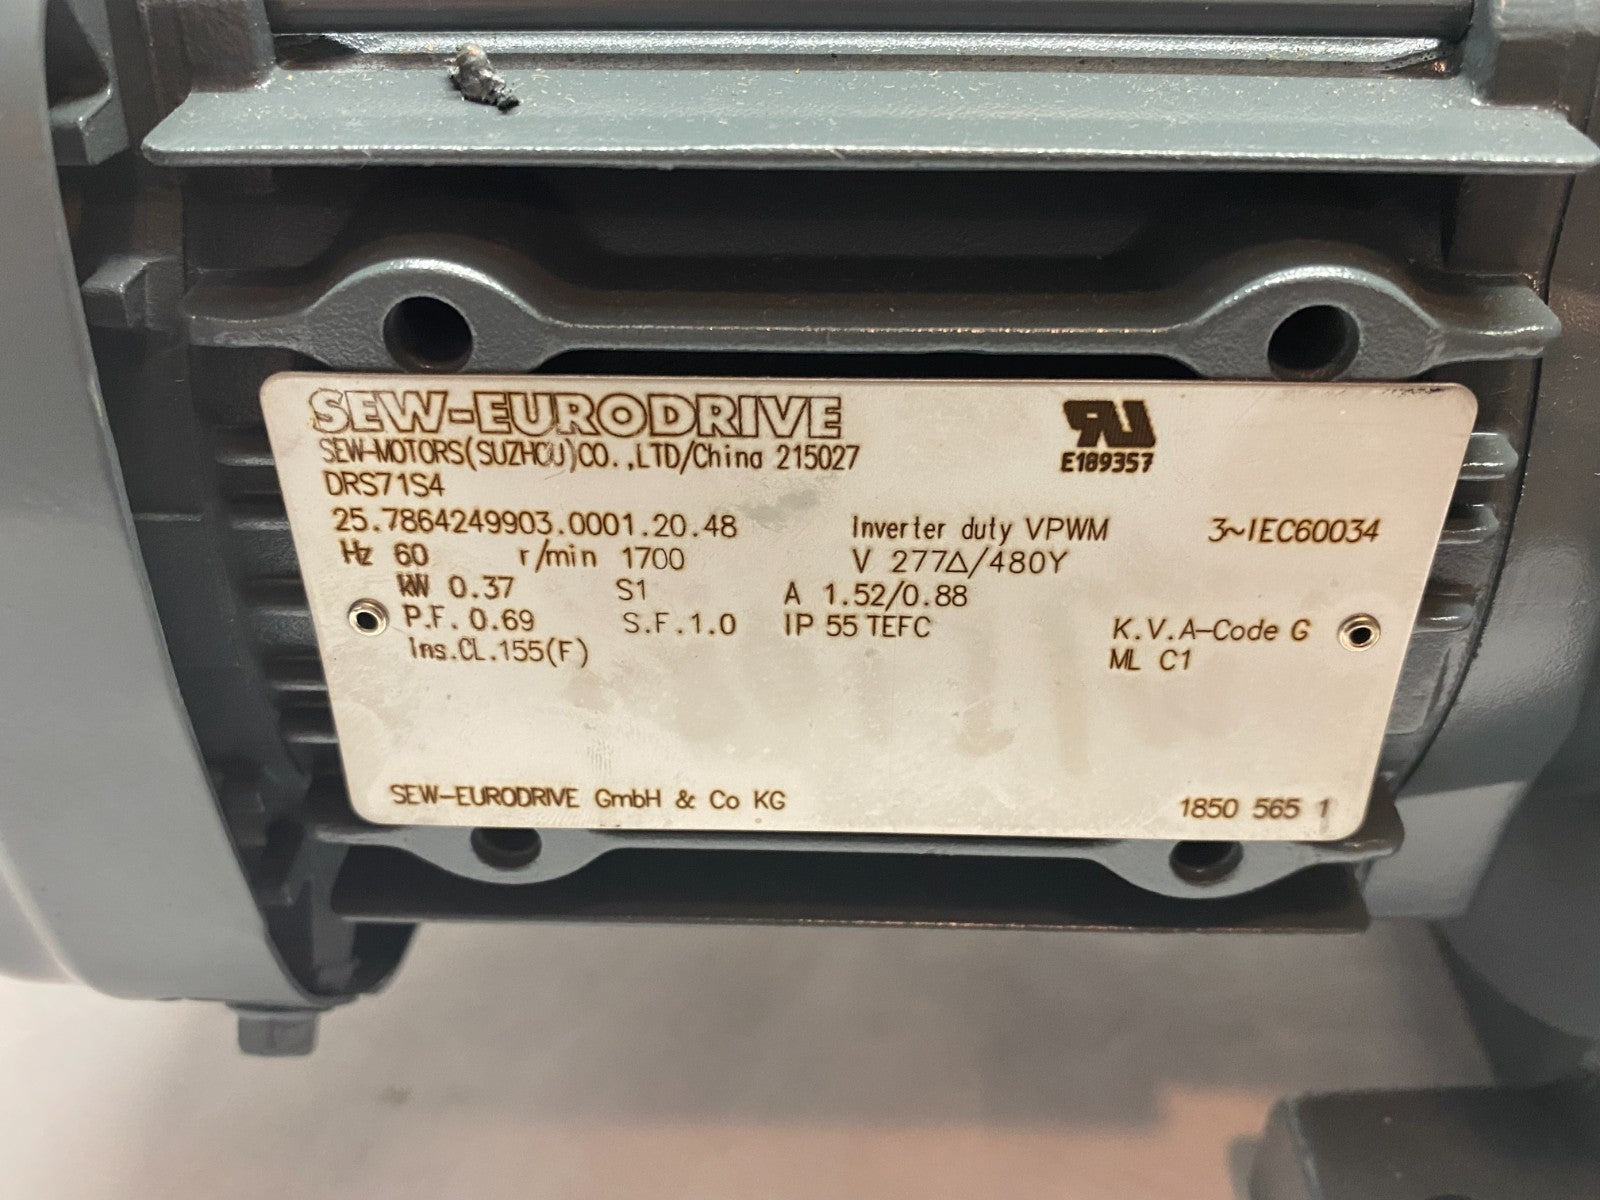 SEW-EURODRIVE
SEW-MOTORS(SUZHOU)CO.,LTD/China 215027
RU
E189357
DRS71S4
25.7864249903.0001.20.48 Inverter duty VPWM 3~IEC60034
Hz 60 r/min 1700 V 277Δ/480Y
kW 0.37 S1 A 1.52/0.88
P.F. 0.69 S.F.1.0 IP 55 TEFC K.V.A-Code G
Ins.CL.155(F) ML C1
SEW-EURODRIVE GmbH & Co KG 1850 565 1